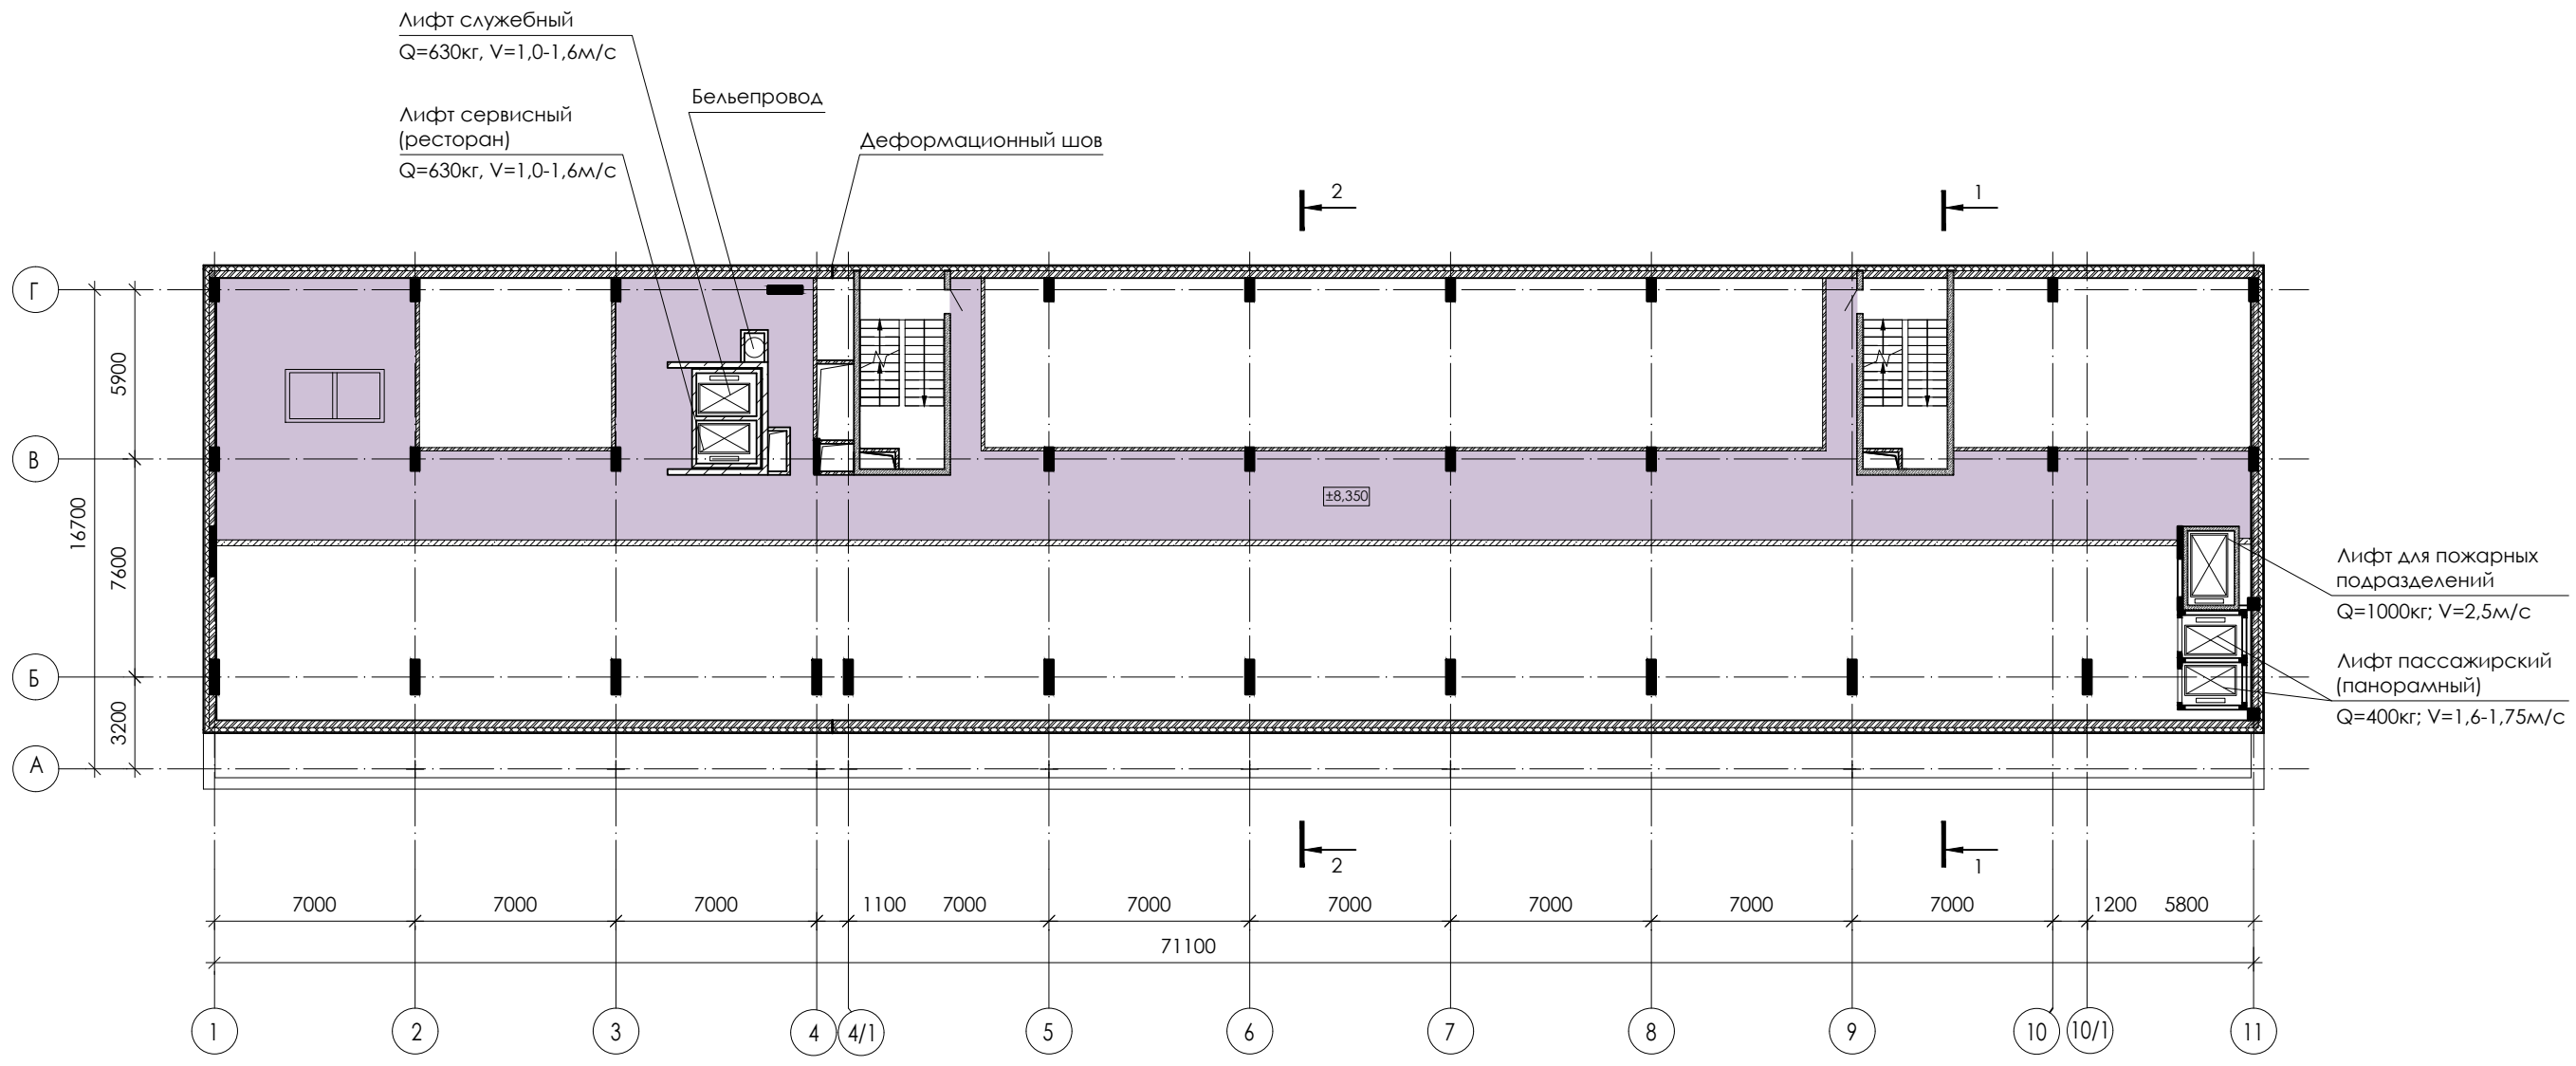 Лифт служебный
Q=630кг, V=1,0-1,6м/с
Бельепровод
Лифт сервисный
(ресторан)
Q=630кг, V=1,0-1,6м/с
Деформационный шов
2
1
Г
В
Б
А
5900
7600
3200
16700
±8,350
Лифт для пожарных
подразделений
Q=1000кг; V=2,5м/с
Лифт пассажирский
(панорамный)
Q=400кг; V=1,6-1,75м/с
2
1
7000 7000 7000 1100 7000 7000 7000 7000 7000 7000 1200 5800
71100
1 2 3 4 4/1 5 6 7 8 9 10 10/1 11